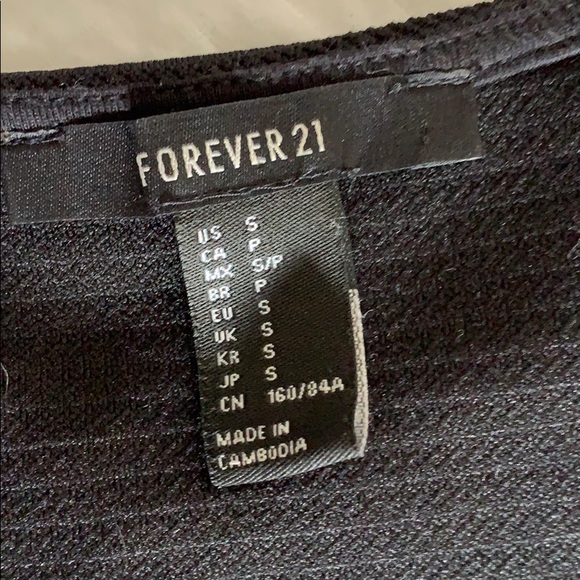 FOREVER 21
US S
CA P
MX S/P
BR P
EU S
UK S
KR S
JP S
CN 160/84A
MADE IN
CAMBODIA